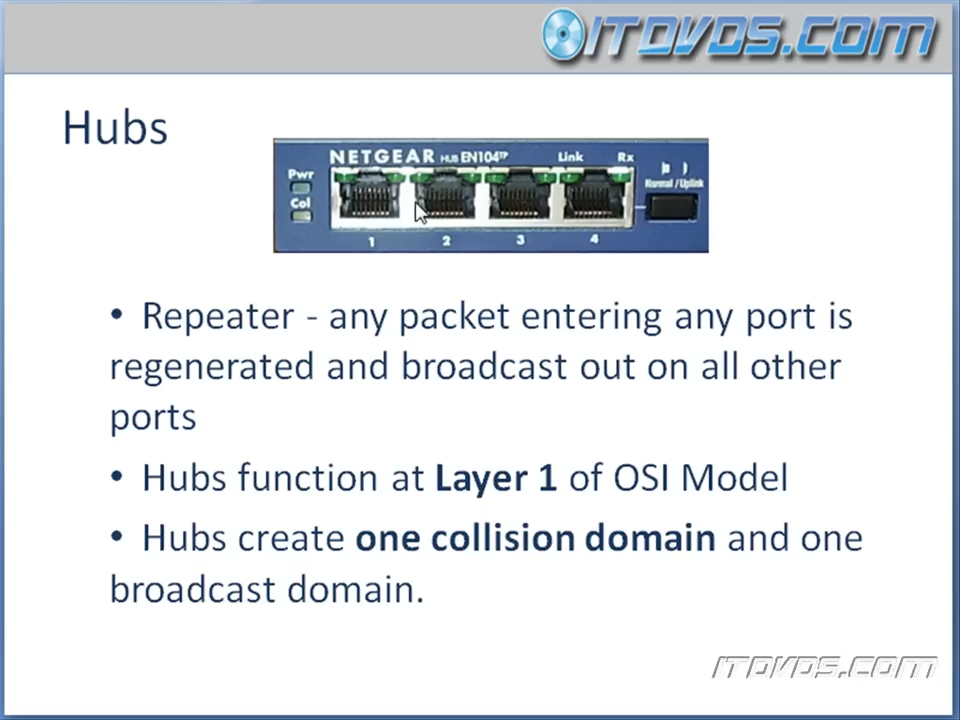 ITDVDS.COM
Hubs
NETGEAR HUB EN104TP Link Rx
Pwr
Normal/Uplink
Col
1 2 3 4
• Repeater - any packet entering any port is
regenerated and broadcast out on all other
ports
• Hubs function at Layer 1 of OSI Model
• Hubs create one collision domain and one
broadcast domain.
ITDVDS.COM